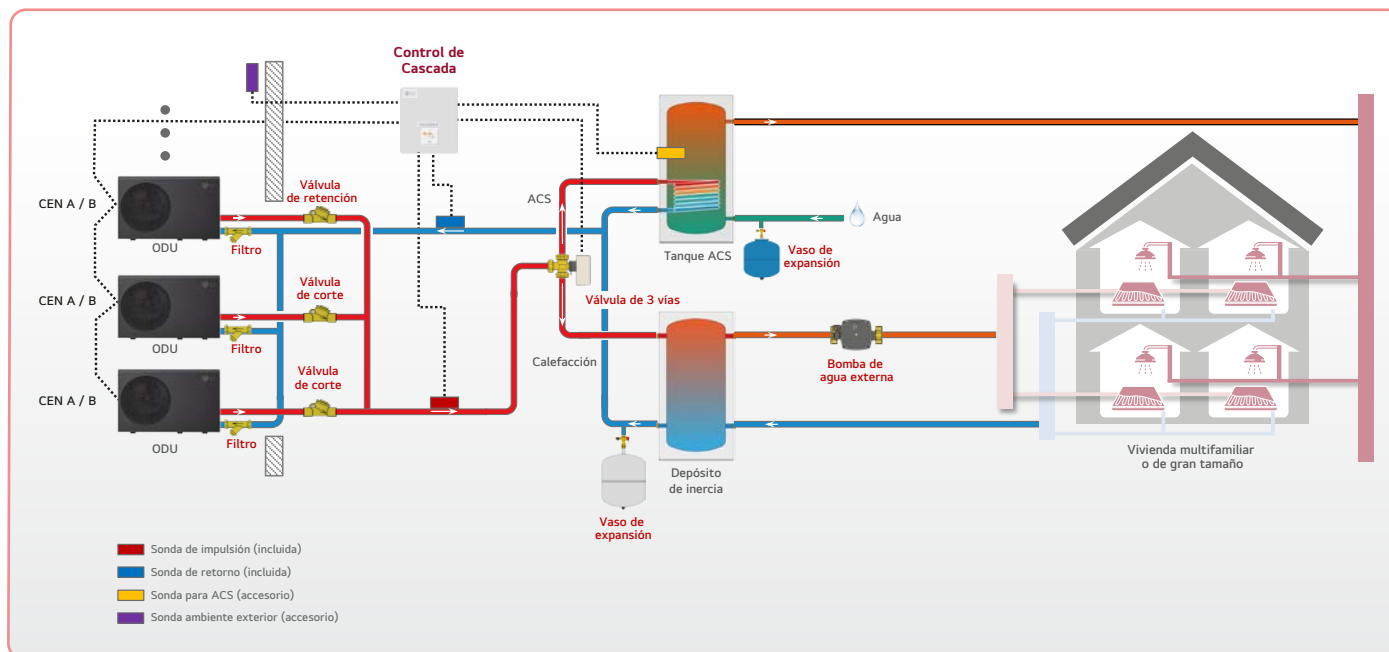 Control de
Cascada
CEN A / B
Válvula
de retención
Filtro
ODU
CEN A / B
Válvula
de corte
Filtro
ODU
CEN A / B
Válvula
de corte
Filtro
ODU
ACS
Tanque ACS
Agua
Vaso de
expansión
Válvula de 3 vías
Calefacción
Bomba de
agua externa
Depósito
de inercia
Vaso de
expansión
Vivienda multifamiliar
o de gran tamaño
Sonda de impulsión (incluida)
Sonda de retorno (incluida)
Sonda para ACS (accesorio)
Sonda ambiente exterior (accesorio)